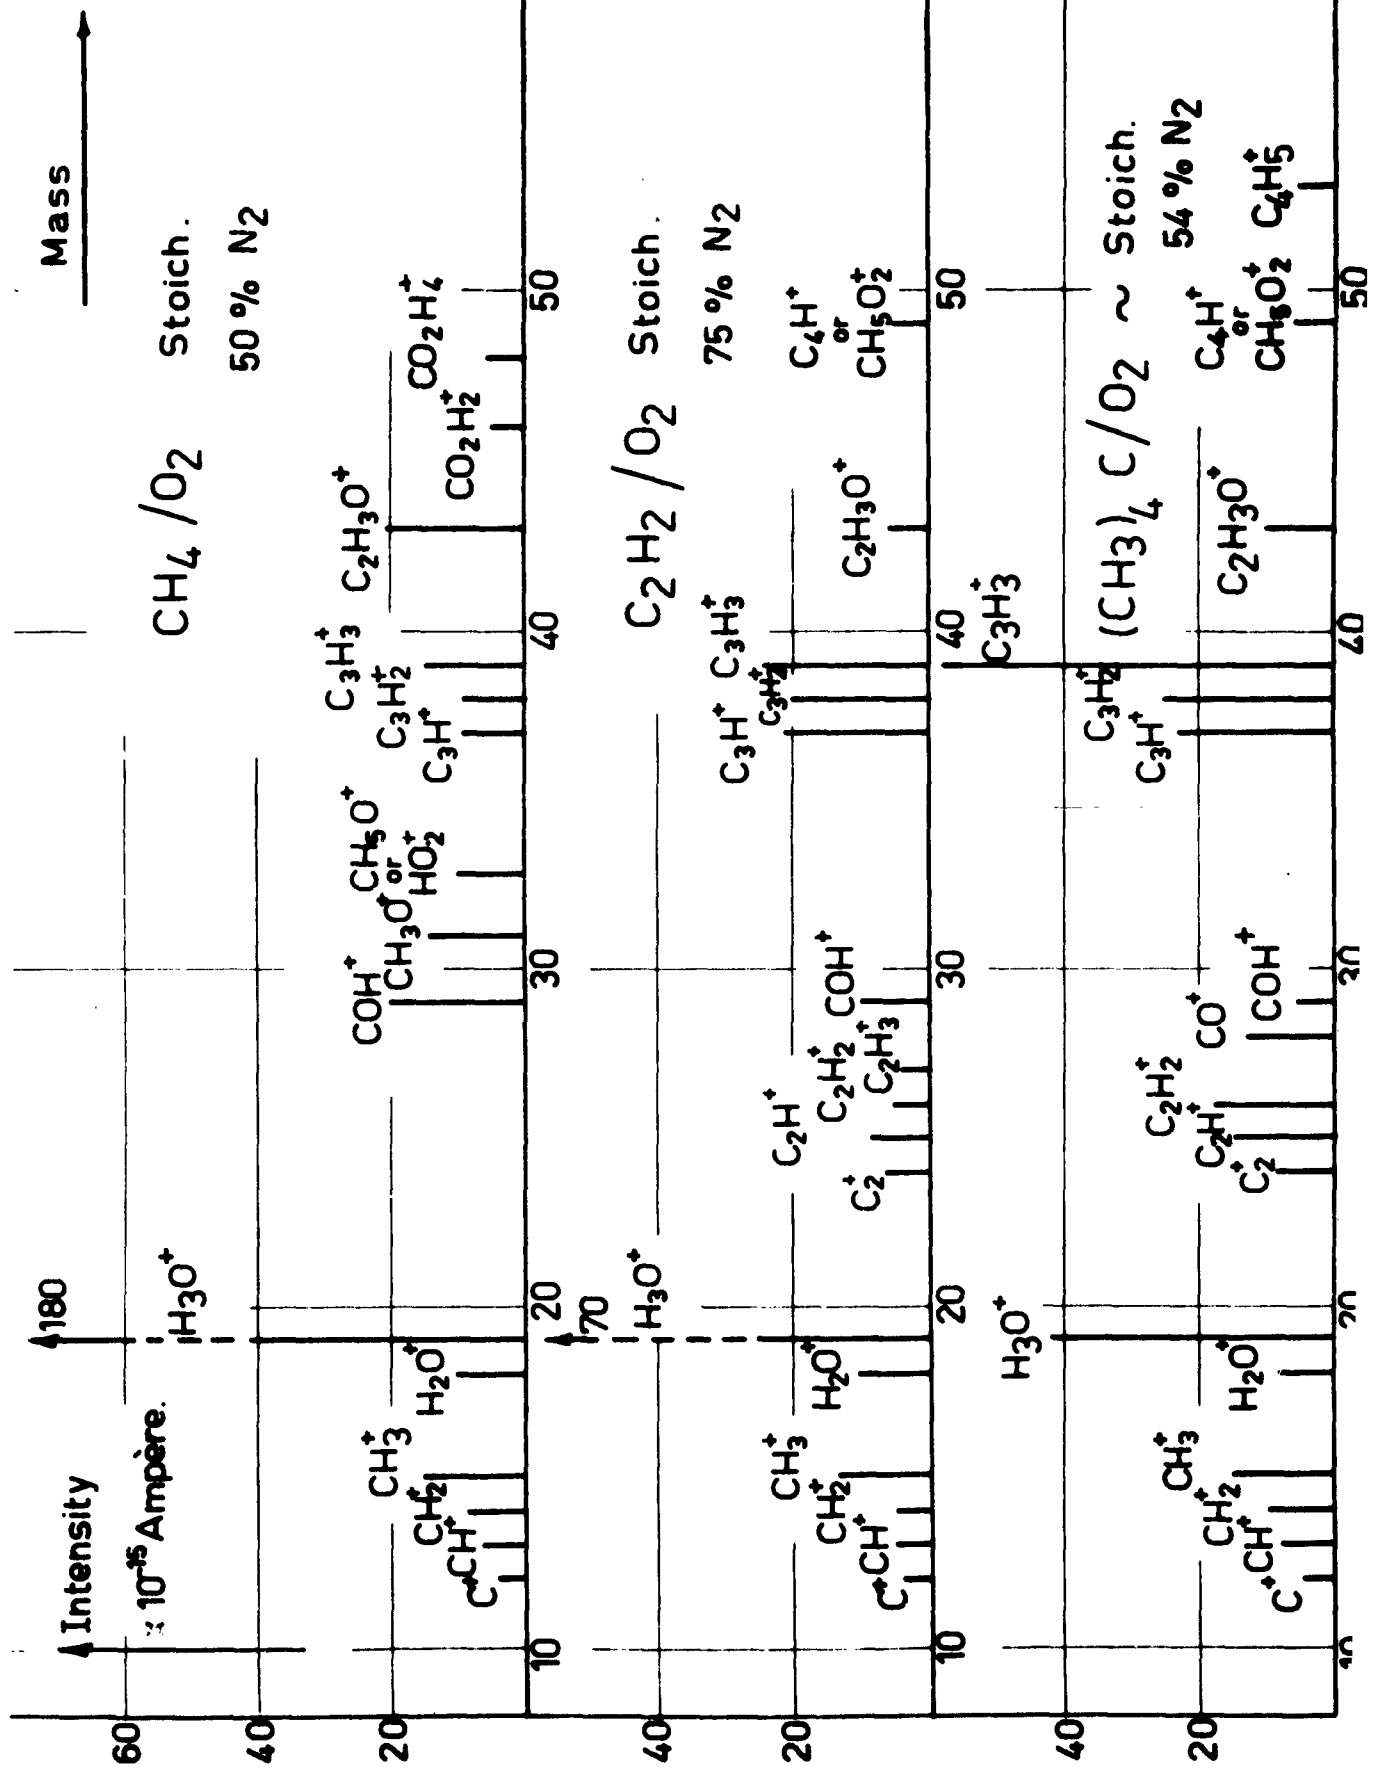 Intensity
×10⁻¹⁵ Ampère.
Mass
180
H₃O⁺
CH₄ /O₂
Stoich.
50 % N₂
60
40
20
C⁺
CH⁺
CH₂⁺
CH₃⁺
H₂O⁺
COH⁺
CH₃O⁺
CH₅O⁺
or
HO₂⁺
C₃H⁺
C₃H₂⁺
C₃H₃⁺
C₂H₃O⁺
CO₂H₂⁺
CO₂H₄⁺
10
20
30
40
50
70
H₃O⁺
C₂H₂ /O₂
Stoich.
75 % N₂
40
20
C⁺
CH⁺
CH₂⁺
CH₃⁺
H₂O⁺
C₂⁺
C₂H⁺
C₂H₂⁺
C₂H₃⁺
COH⁺
C₃H⁺
C₃H₂⁺
C₃H₃⁺
C₂H₃O⁺
C₄H⁺
or
CH₅O₂⁺
20
30
40
50
10
H₃O⁺
C₃H₃⁺
(CH₃)₄ C/O₂ ~ Stoich.
54 % N₂
40
20
C⁺
CH⁺
CH₂⁺
CH₃⁺
H₂O⁺
C₂⁺
C₂H⁺
C₂H₂⁺
CO⁺
COH⁺
C₃H⁺
C₃H₂⁺
C₂H₃O⁺
C₄H⁺
or
CH₅O₂⁺
C₄H₅⁺
10
20
30
40
50